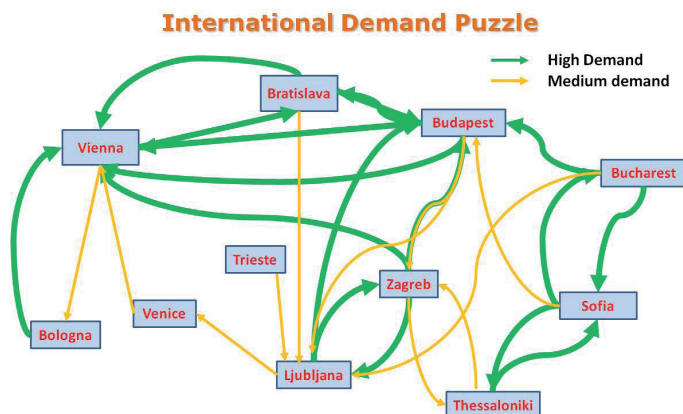 International Demand Puzzle
High Demand
Medium demand
Bratislava
Budapest
Vienna
Bucharest
Trieste
Zagreb
Venice
Sofia
Bologna
Ljubljana
Thessaloniki